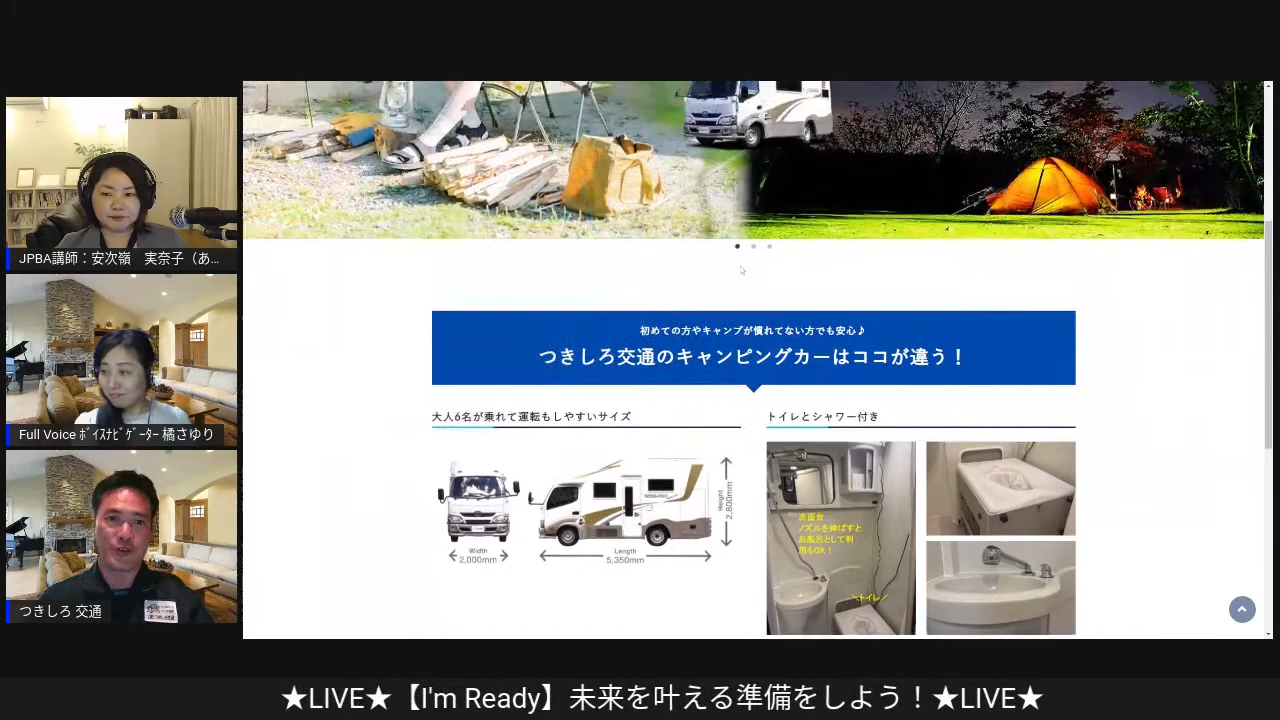 JPBA講師：安次嶺　実奈子（あ…
Full Voice ﾎﾞｲｽﾅﾋﾞｹﾞｰﾀｰ 橘さゆり
つきしろ 交通
初めての方やキャンプが慣れてない方でも安心♪
つきしろ交通のキャンピングカーはココが違う！
大人6名が乗れて運転もしやすいサイズ
Width
2,000mm
Length
5,350mm
Height
2,800mm
トイレとシャワー付き
洗面台
ノズルを伸ばすと
お風呂として利
用もOK！
＼トイレ／
★LIVE★【I'm Ready】未来を叶える準備をしよう！★LIVE★